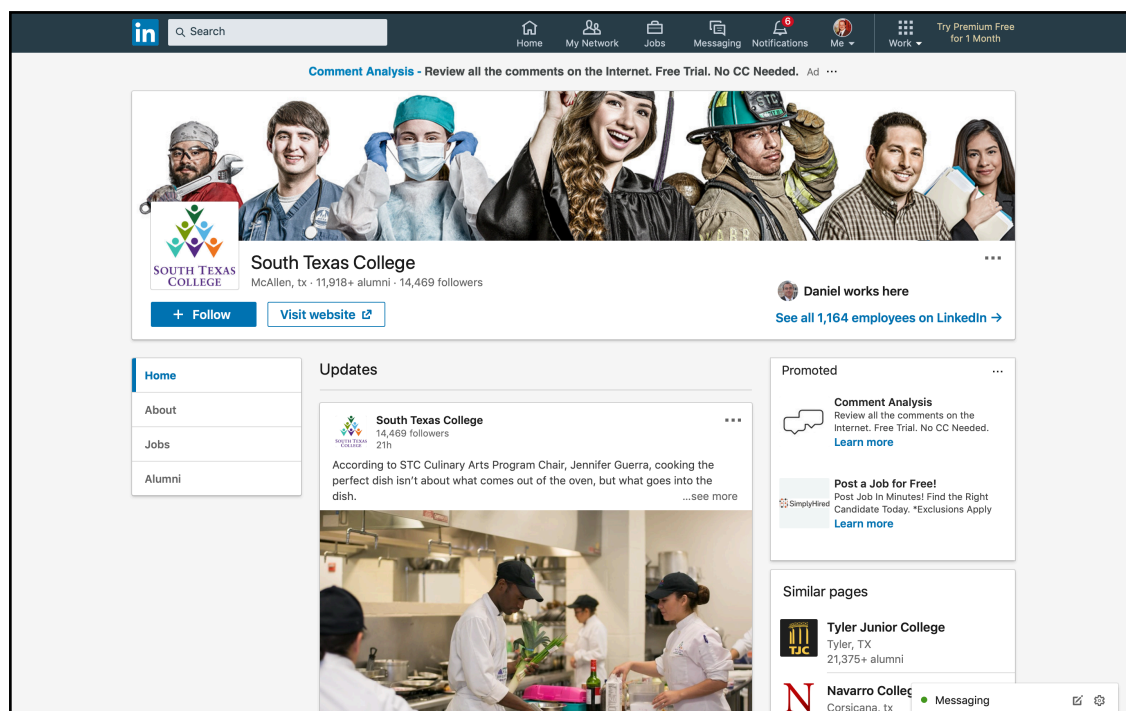 in
Search
Home
My Network
Jobs
Messaging
6
Notifications
Me
Work
Try Premium Free
for 1 Month
Comment Analysis - Review all the comments on the Internet. Free Trial. No CC Needed. Ad ···
STC
SOUTH TEXAS
COLLEGE
South Texas College
McAllen, tx · 11,918+ alumni · 14,469 followers
+ Follow
Visit website
Daniel works here
See all 1,164 employees on LinkedIn →
Home
About
Jobs
Alumni
Updates
SOUTH TEXAS
COLLEGE
South Texas College
14,469 followers
21h
According to STC Culinary Arts Program Chair, Jennifer Guerra, cooking the
perfect dish isn't about what comes out of the oven, but what goes into the
dish.
...see more
Promoted
Comment Analysis
Review all the comments on the
Internet. Free Trial. No CC Needed.
Learn more
SimplyHired
Post a Job for Free!
Post Job In Minutes! Find the Right
Candidate Today. *Exclusions Apply
Learn more
Similar pages
TJC
Tyler Junior College
Tyler, TX
21,375+ alumni
N
Navarro Colleg
Corsicana, tx
Messaging